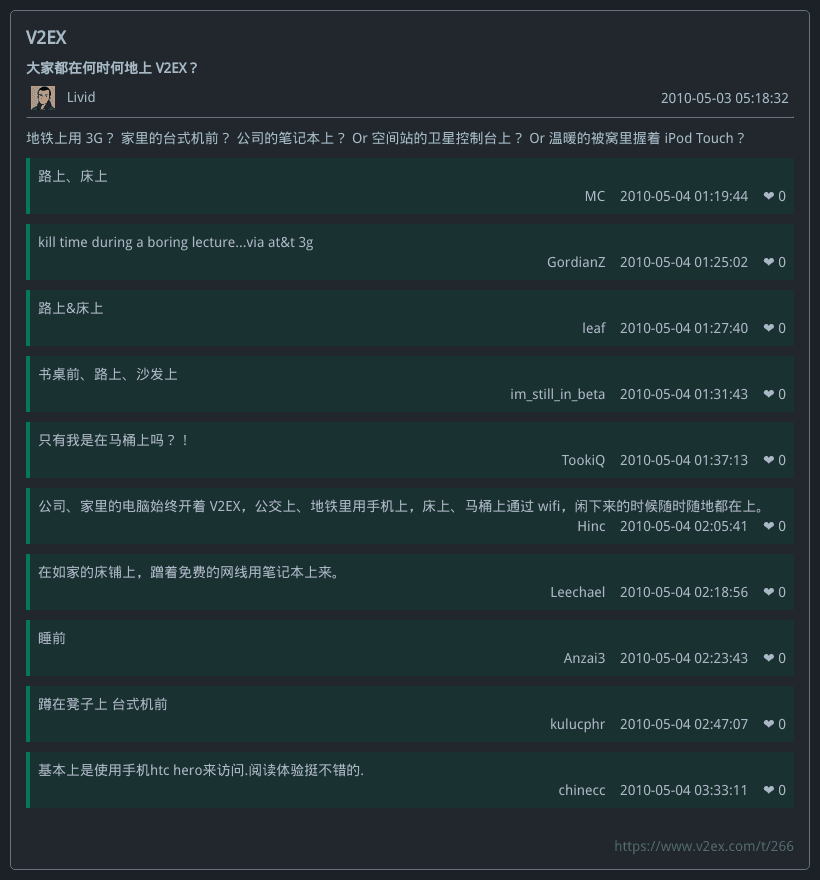 V2EX
大家都在何时何地上 V2EX？
Livid
2010-05-03 05:18:32
地铁上用 3G？ 家里的台式机前？ 公司的笔记本上？ Or 空间站的卫星控制台上？ Or 温暖的被窝里握着 iPod Touch？
路上、床上
MC 2010-05-04 01:19:44 ❤ 0
kill time during a boring lecture...via at&t 3g
GordianZ 2010-05-04 01:25:02 ❤ 0
路上&床上
leaf 2010-05-04 01:27:40 ❤ 0
书桌前、路上、沙发上
im_still_in_beta 2010-05-04 01:31:43 ❤ 0
只有我是在马桶上吗？！
TookiQ 2010-05-04 01:37:13 ❤ 0
公司、家里的电脑始终开着 V2EX，公交上、地铁里用手机上，床上、马桶上通过 wifi，闲下来的时候随时随地都在上。
Hinc 2010-05-04 02:05:41 ❤ 0
在如家的床铺上，蹭着免费的网线用笔记本上来。
Leechael 2010-05-04 02:18:56 ❤ 0
睡前
Anzai3 2010-05-04 02:23:43 ❤ 0
蹲在凳子上 台式机前
kulucphr 2010-05-04 02:47:07 ❤ 0
基本上是使用手机htc hero来访问.阅读体验挺不错的.
chinecc 2010-05-04 03:33:11 ❤ 0
https://www.v2ex.com/t/266